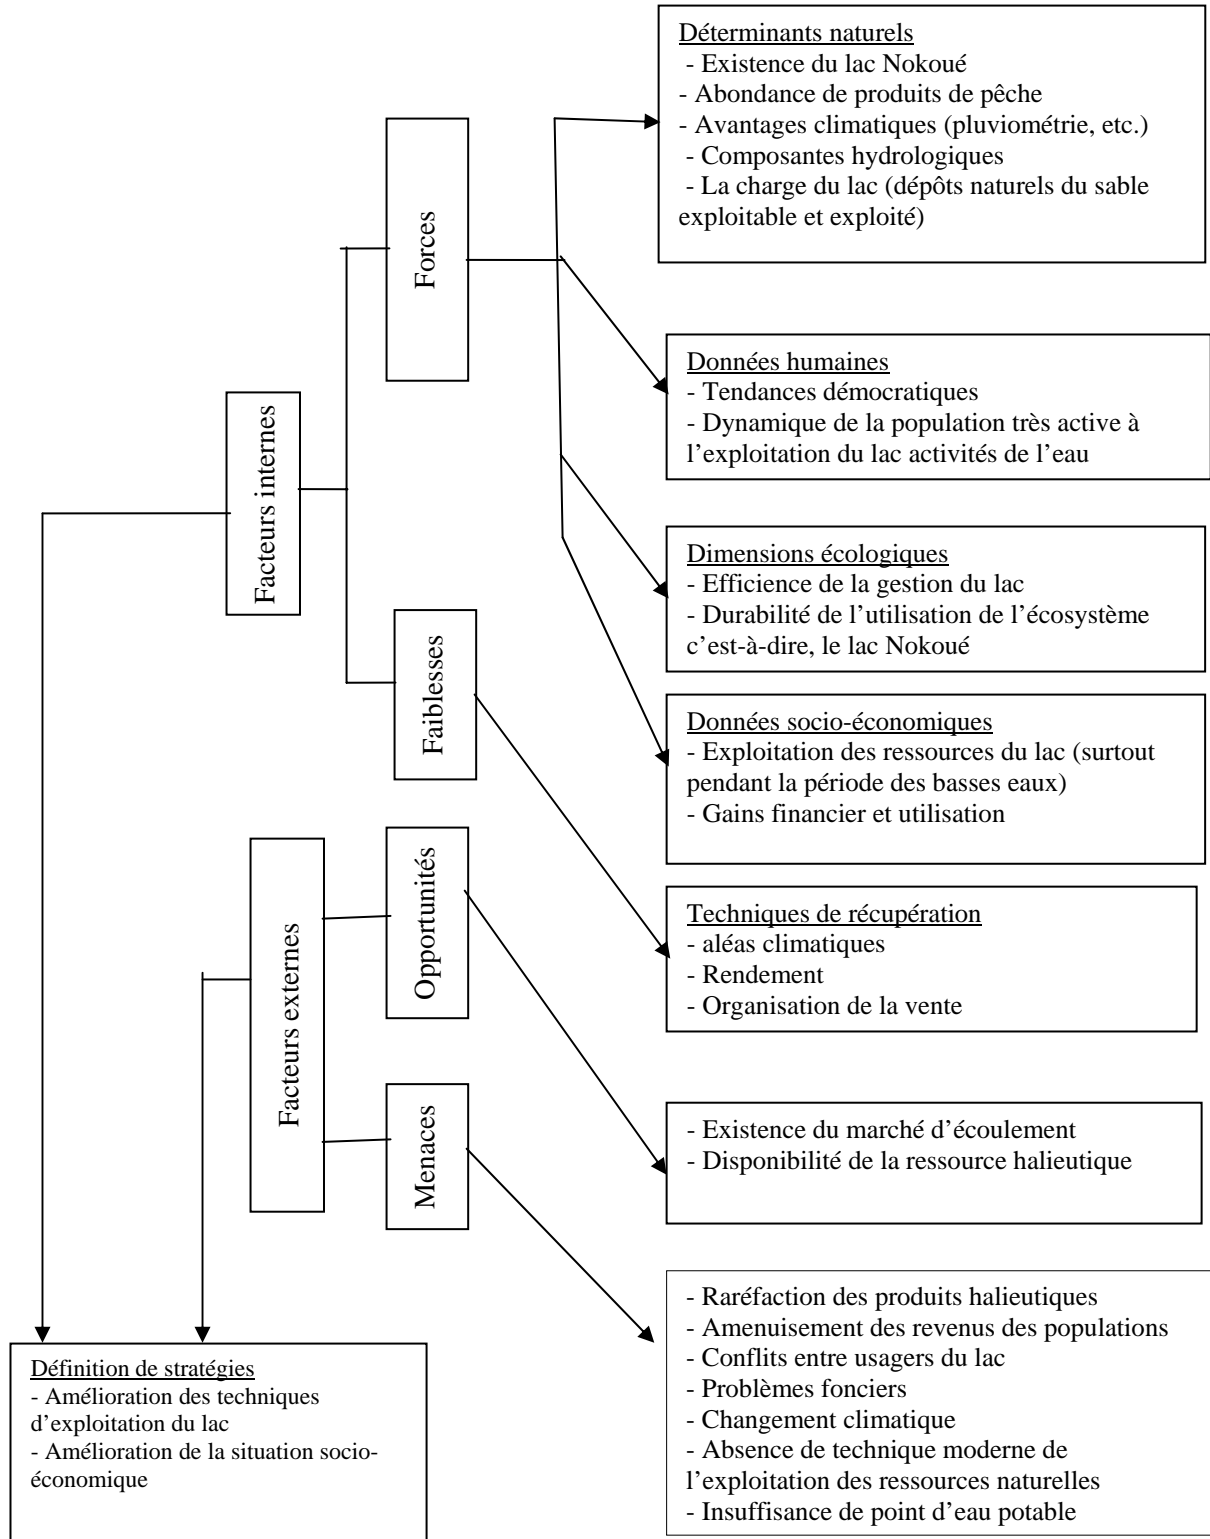 Déterminants naturels
- Existence du lac Nokoué
- Abondance de produits de pêche
- Avantages climatiques (pluviométrie, etc.)
- Composantes hydrologiques
- La charge du lac (dépôts naturels du sable
exploitable et exploité)
Forces
Données humaines
- Tendances démocratiques
- Dynamique de la population très active à
l’exploitation du lac activités de l’eau
Facteurs internes
Dimensions écologiques
- Efficience de la gestion du lac
- Durabilité de l’utilisation de l’écosystème
c’est-à-dire, le lac Nokoué
Faiblesses
Données socio-économiques
- Exploitation des ressources du lac (surtout
pendant la période des basses eaux)
- Gains financier et utilisation
Opportunités
Techniques de récupération
- aléas climatiques
- Rendement
- Organisation de la vente
Facteurs externes
Menaces
- Existence du marché d’écoulement
- Disponibilité de la ressource halieutique
- Raréfaction des produits halieutiques
- Amenuisement des revenus des populations
- Conflits entre usagers du lac
- Problèmes fonciers
- Changement climatique
- Absence de technique moderne de
l’exploitation des ressources naturelles
- Insuffisance de point d’eau potable
Définition de stratégies
- Amélioration des techniques
d’exploitation du lac
- Amélioration de la situation socio-
économique